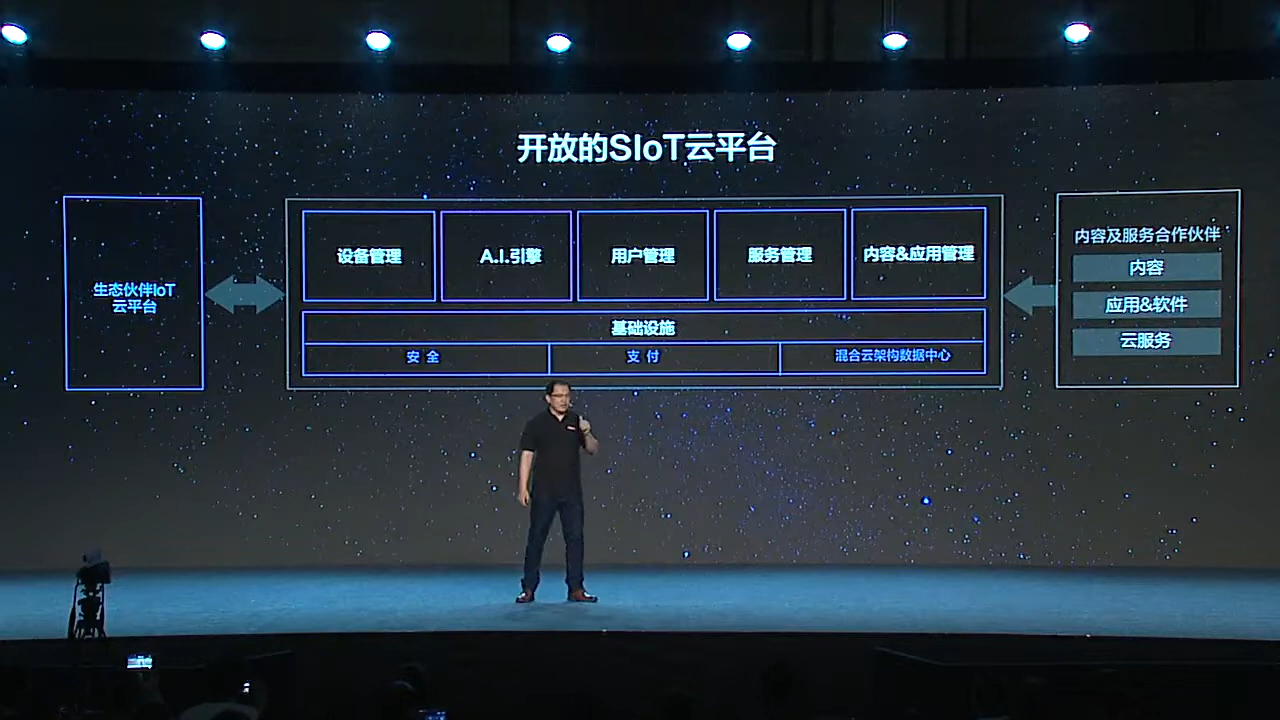 开放的SIoT云平台
生态伙伴IoT
云平台
设备管理
A.I.引擎
用户管理
服务管理
内容&应用管理
基础设施
安全
支付
混合云架构数据中心
内容及服务合作伙伴
内容
应用&软件
云服务